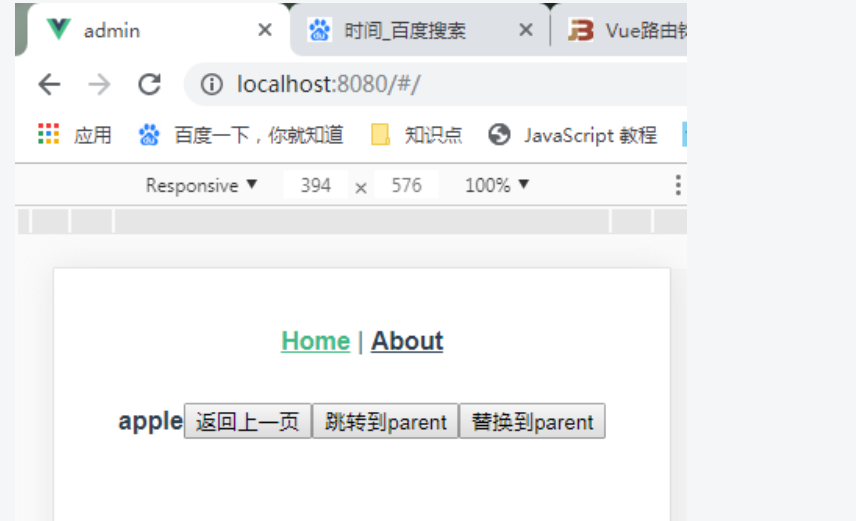 admin × 时间_百度搜索 × Vue路由
localhost:8080/#/
应用 百度一下，你就知道 知识点 JavaScript 教程
Responsive ▼ 394 × 576 100% ▼
Home | About
apple 返回上一页 跳转到parent 替换到parent